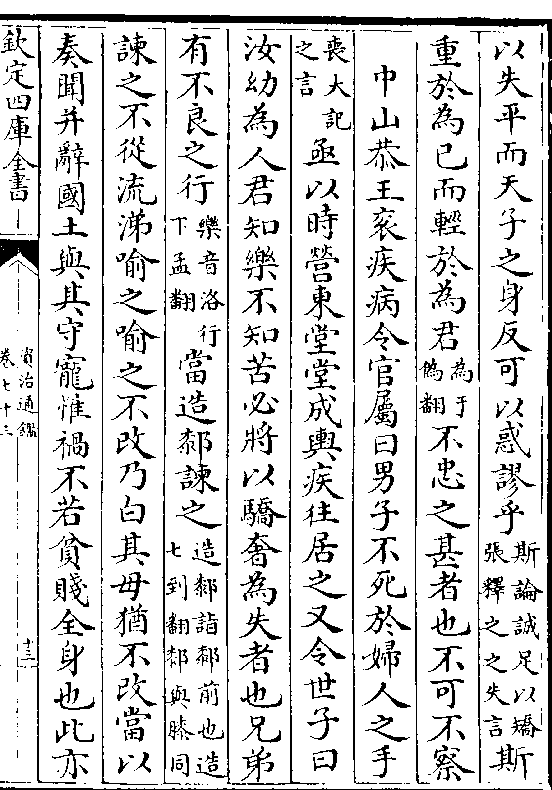 以失平而天子之身反可以惑謬乎斯論誠足以矯張釋之之失言斯
重於為已而輕於為君為于偽翻不忠之甚者也不可不察
中山恭王袞疾病令官屬曰男子不死於婦人之手
喪大記之言亟以時營東堂堂成輿疾往居之又令世子曰
汝幼為人君知樂不知苦必將以驕奢為失者也兄弟
有不良之行樂音洛行下孟翻當造厀諫之造厀詣厀前也造七到翻厀與膝同
諫之不從流涕喻之喻之不改乃白其母猶不改當以
奏聞并辭國土與其守寵惟禍不若貧賤全身也此亦
欽定四庫全書
資治通鑑
卷七十三
十三